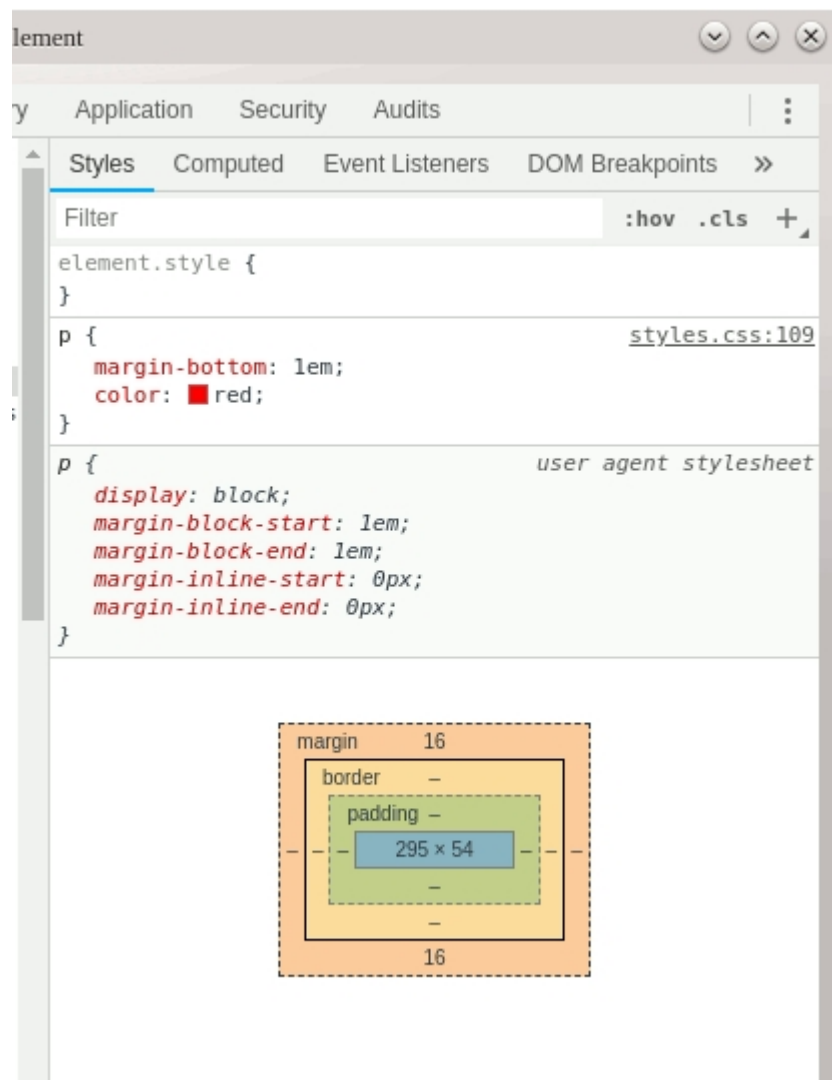 lement
ry Application Security Audits
Styles Computed Event Listeners DOM Breakpoints »
Filter :hov .cls +
element.style {
}
p { styles.css:109
margin-bottom: 1em;
color: red;
}
p { user agent stylesheet
display: block;
margin-block-start: 1em;
margin-block-end: 1em;
margin-inline-start: 0px;
margin-inline-end: 0px;
}
margin 16
border –
padding –
– – – 295 × 54 – – –
–
–
16